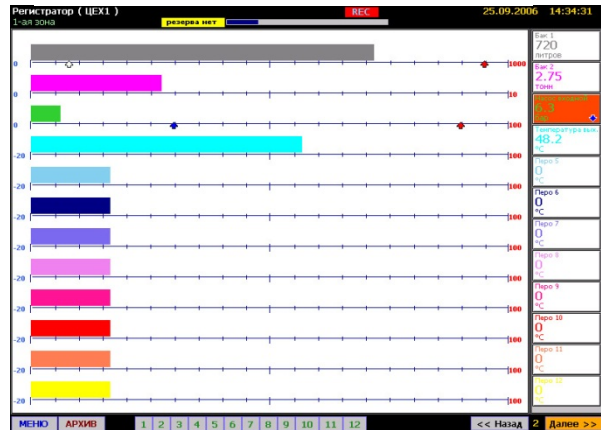 Регистратор ( ЦЕХ1 ) REC 25.09.2006 14:34:31
1-ая зона резерва нет
0 1000
0 10
0 100
-20 100
-20 100
-20 100
-20 100
-20 100
-20 100
-20 100
-20 100
-20 100
Бак 1
720
литров
Бак 2
2.75
тонн
6.3
бар
Температура вых.
48.2
°C
Перо 5
0
°C
Перо 6
0
°C
Перо 7
0
°C
Перо 8
0
°C
Перо 9
0
°C
Перо 10
0
°C
Перо 11
0
°C
Перо 12
0
°C
МЕНЮ АРХИВ 1 2 3 4 5 6 7 8 9 10 11 12 << Назад 2 Далее >>